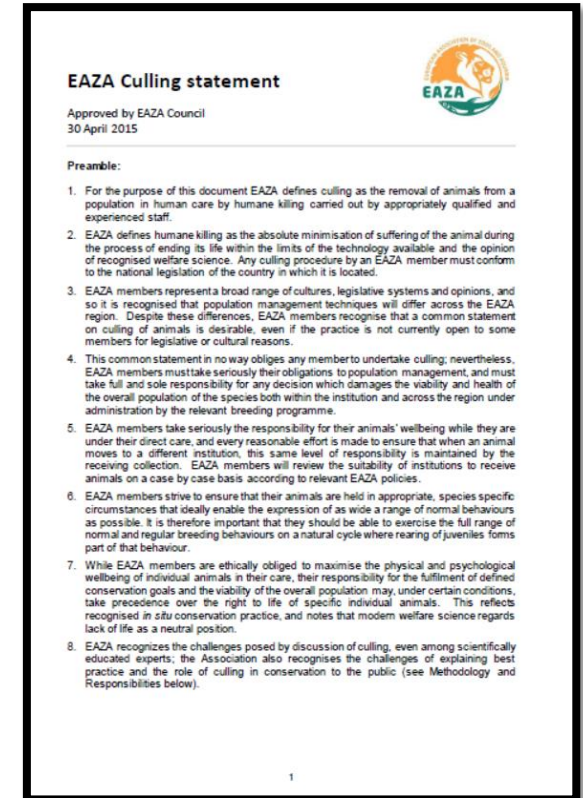 EAZA Culling statement
EAZA
Approved by EAZA Council
30 April 2015
Preamble:
1. For the purpose of this document EAZA defines culling as the removal of animals from a
population in human care by humane killing carried out by appropriately qualified and
experienced staff.
2. EAZA defines humane killing as the absolute minimisation of suffering of the animal during
the process of ending its life within the limits of the technology available and the opinion
of recognised welfare science. Any culling procedure by an EAZA member must conform
to the national legislation of the country in which it is located.
3. EAZA members represent a broad range of cultures, legislative systems and opinions, and
so it is recognised that population management techniques will differ across the EAZA
region. Despite these differences, EAZA members recognise that a common statement
on culling of animals is desirable, even if the practice is not currently open to some
members for legislative or cultural reasons.
4. This common statement in no way obliges any member to undertake culling; nevertheless,
EAZA members must take seriously their obligations to population management, and must
take full and sole responsibility for any decision which damages the viability and health of
the overall population of the species both within the institution and across the region under
administration by the relevant breeding programme.
5. EAZA members take seriously the responsibility for their animals' wellbeing while they are
under their direct care, and every reasonable effort is made to ensure that when an animal
moves to a different institution, this same level of responsibility is maintained by the
receiving collection. EAZA members will review the suitability of institutions to receive
animals on a case by case basis according to relevant EAZA policies.
6. EAZA members strive to ensure that their animals are held in appropriate, species specific
circumstances that ideally enable the expression of as wide a range of normal behaviours
as possible. It is therefore important that they should be able to exercise the full range of
normal and regular breeding behaviours on a natural cycle where rearing of juveniles forms
part of that behaviour.
7. While EAZA members are ethically obliged to maximise the physical and psychological
wellbeing of individual animals in their care, their responsibility for the fulfilment of defined
conservation goals and the viability of the overall population may, under certain conditions,
take precedence over the right to life of specific individual animals. This reflects
recognised in situ conservation practice, and notes that modern welfare science regards
lack of life as a neutral position.
8. EAZA recognizes the challenges posed by discussion of culling, even among scientifically
educated experts; the Association also recognises the challenges of explaining best
practice and the role of culling in conservation to the public (see Methodology and
Responsibilities below).
1